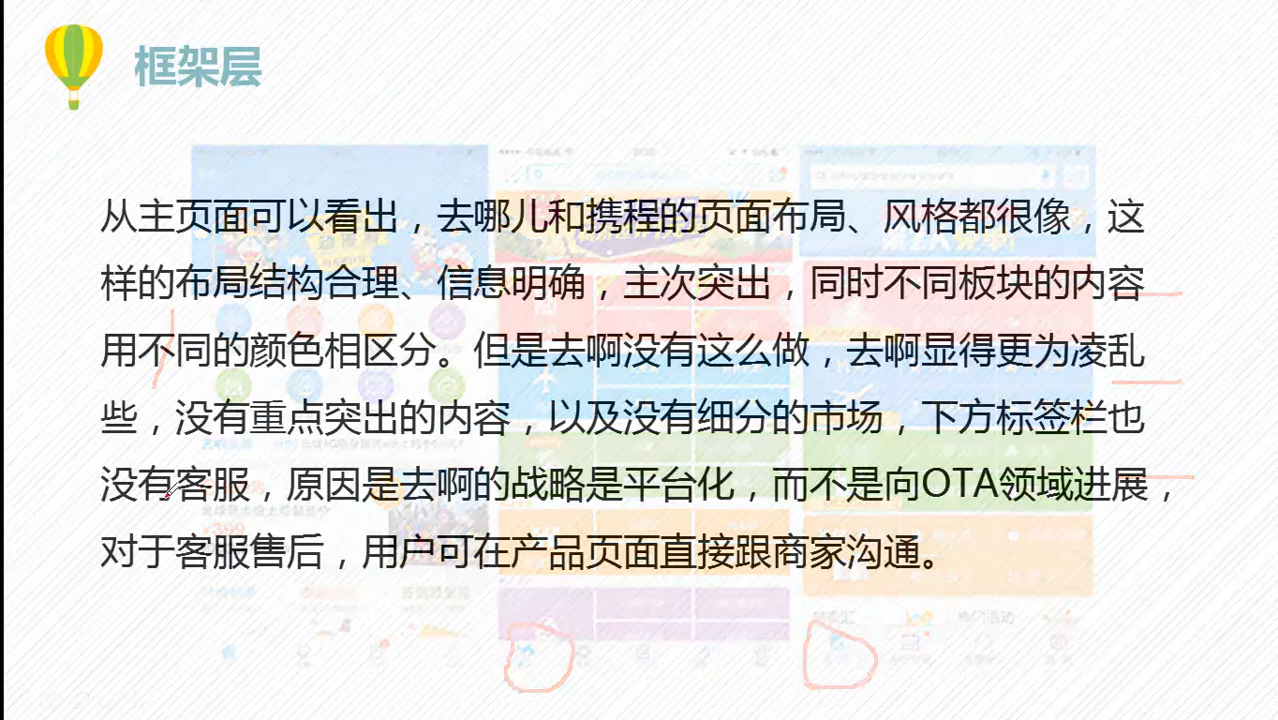 框架层
从主页面可以看出，去哪儿和携程的页面布局、风格都很像，这
样的布局结构合理、信息明确，主次突出，同时不同板块的内容
用不同的颜色相区分。但是去啊没有这么做，去啊显得更为凌乱
些，没有重点突出的内容，以及没有细分的市场，下方标签栏也
没有客服，原因是去啊的战略是平台化，而不是向OTA领域进展，
对于客服售后，用户可在产品页面直接跟商家沟通。